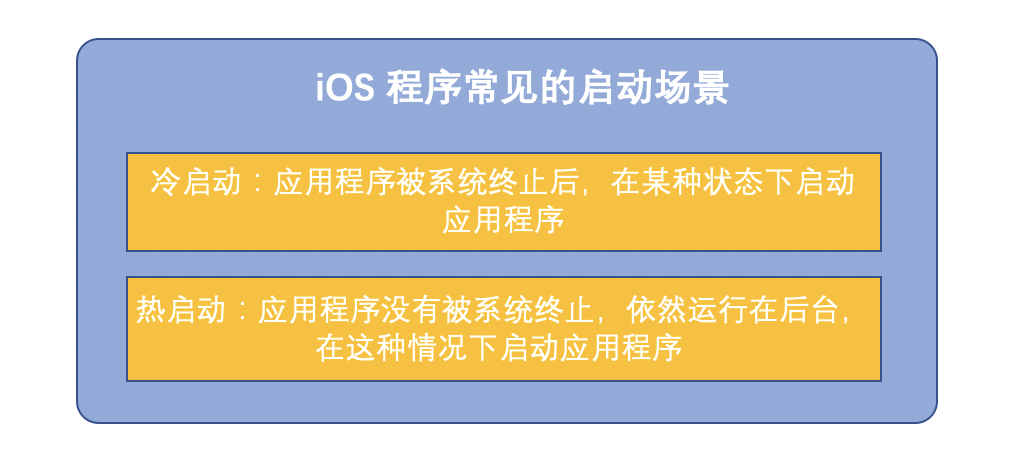 iOS 程序常见的启动场景
冷启动：应用程序被系统终止后，在某种状态下启动
应用程序
热启动：应用程序没有被系统终止，依然运行在后台，
在这种情况下启动应用程序